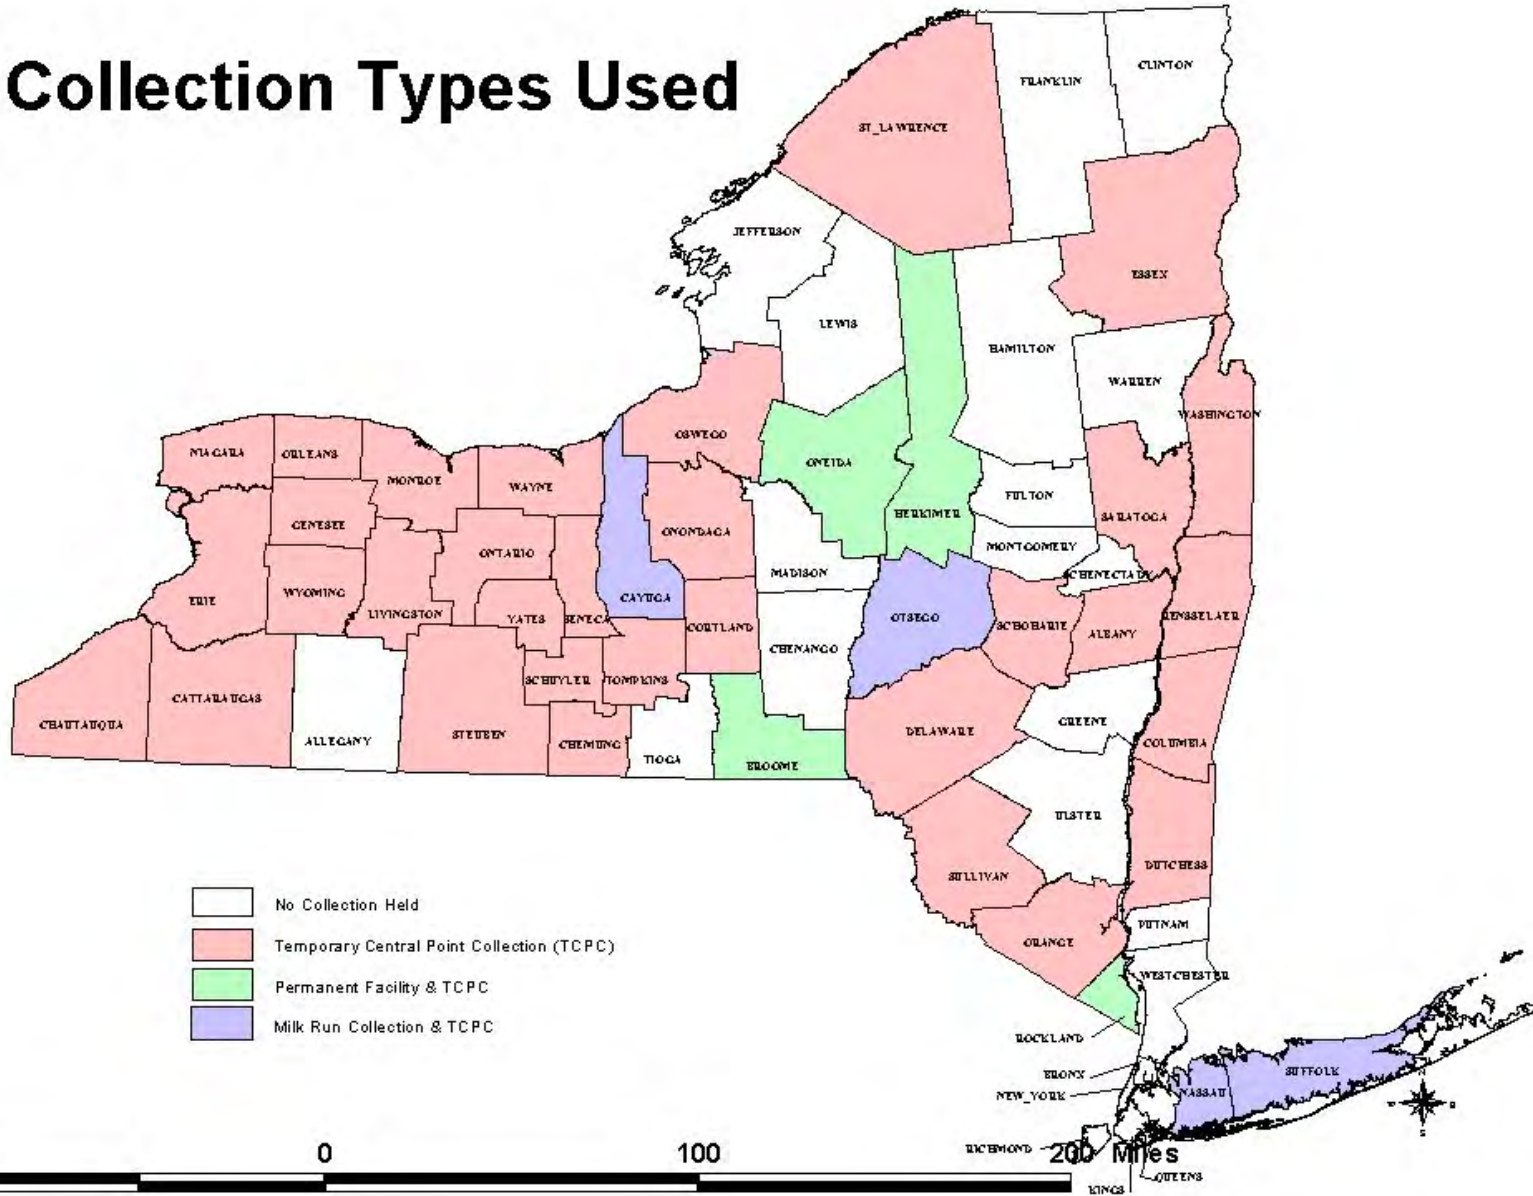 Collection Types Used
CLINTON
FRANKLIN
ST_LAWRENCE
JEFFERSON
ESSEX
LEWIS
HAMILTON
WARREN
WASHINGTON
OSWEGO
NIAGARA
ORLEANS
ONEIDA
MONROE
WAYNE
FULTON
HERKIMER
SARATOGA
GENESEE
ONONDAGA
MONTGOMERY
ONTARIO
MADISON
SCHENECTADY
WYOMING
CAYUGA
ERIE
LIVINGSTON
YATES
SENECA
OTSEGO
RENSSELAER
CORTLAND
SCHOHARIE
ALBANY
CHENANGO
SCHUYLER
TOMPKINS
CATTARAUGAS
GREENE
CHAUTAUQUA
DELAWARE
STEUBEN
ALLEGANY
CHEMUNG
COLUMBIA
TIOGA
BROOME
ULSTER
DUTCHESS
SULLIVAN
No Collection Held
PUTNAM
ORANGE
Temporary Central Point Collection (TCPC)
WESTCHESTER
Permanent Facility & TCPC
Milk Run Collection & TCPC
ROCKLAND
SUFFOLK
BRONX
NASSAU
NEW_YORK
N
W
E
S
RICHMOND
0 100 200 Miles
QUEENS
KINGS